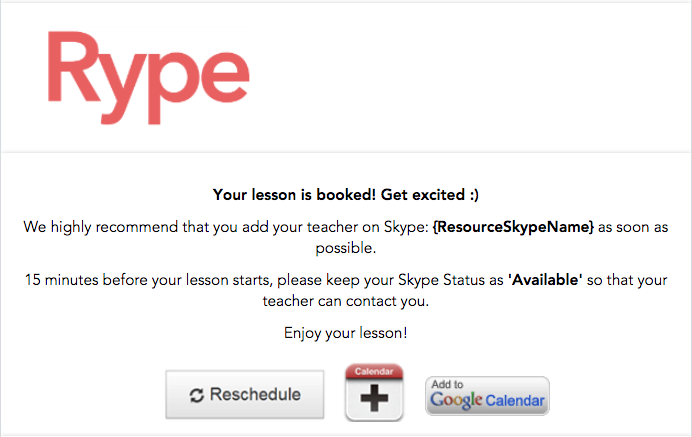 Rype
Your lesson is booked! Get excited :)
We highly recommend that you add your teacher on Skype: {ResourceSkypeName} as soon as
possible.
15 minutes before your lesson starts, please keep your Skype Status as 'Available' so that your
teacher can contact you.
Enjoy your lesson!
Reschedule
Calendar
+
Add to
Google Calendar